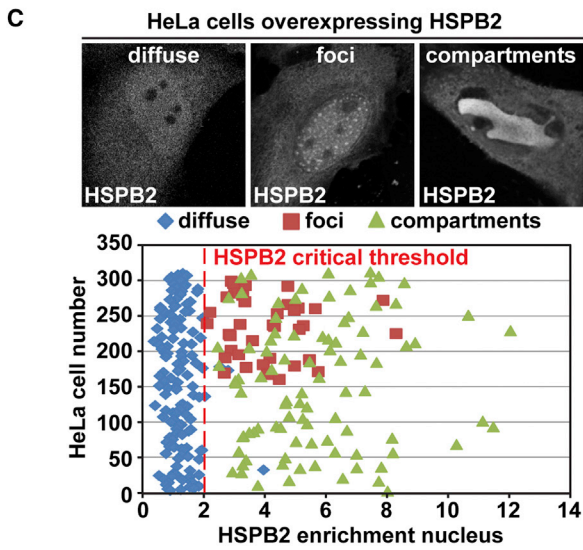 C
HeLa cells overexpressing HSPB2
diffuse foci compartments
HSPB2 HSPB2 HSPB2
diffuse foci compartments
HSPB2 critical threshold
HeLa cell number
350
300
250
200
150
100
50
0
0 2 4 6 8 10 12 14
HSPB2 enrichment nucleus